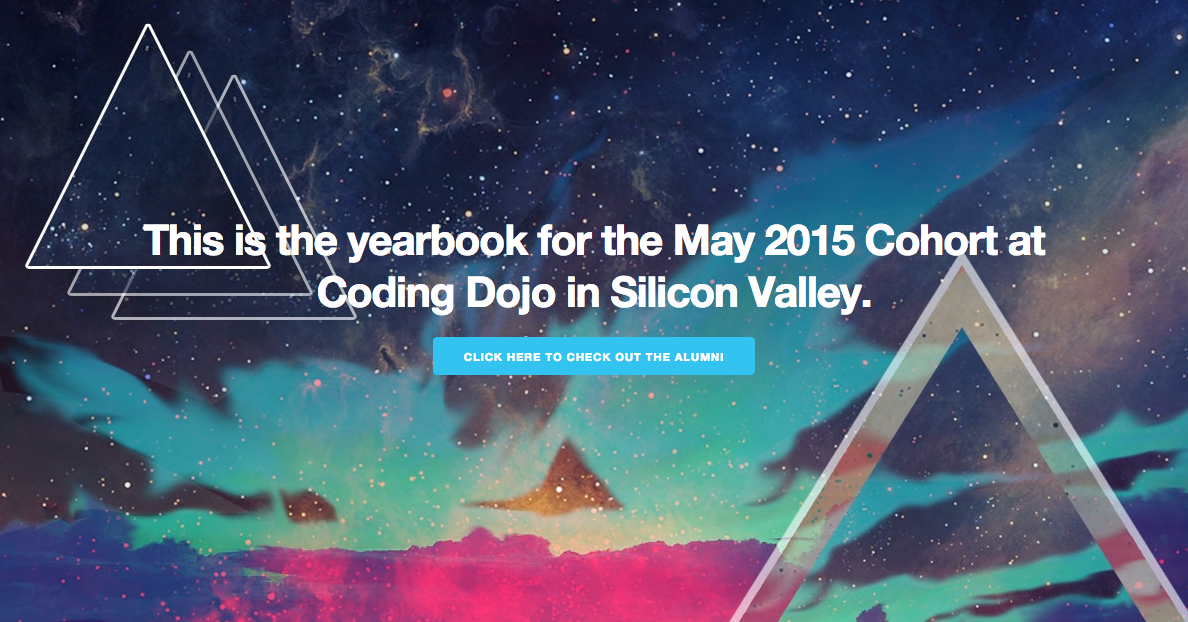 This is the yearbook for the May 2015 Cohort at
Coding Dojo in Silicon Valley.
CLICK HERE TO CHECK OUT THE ALUMNI